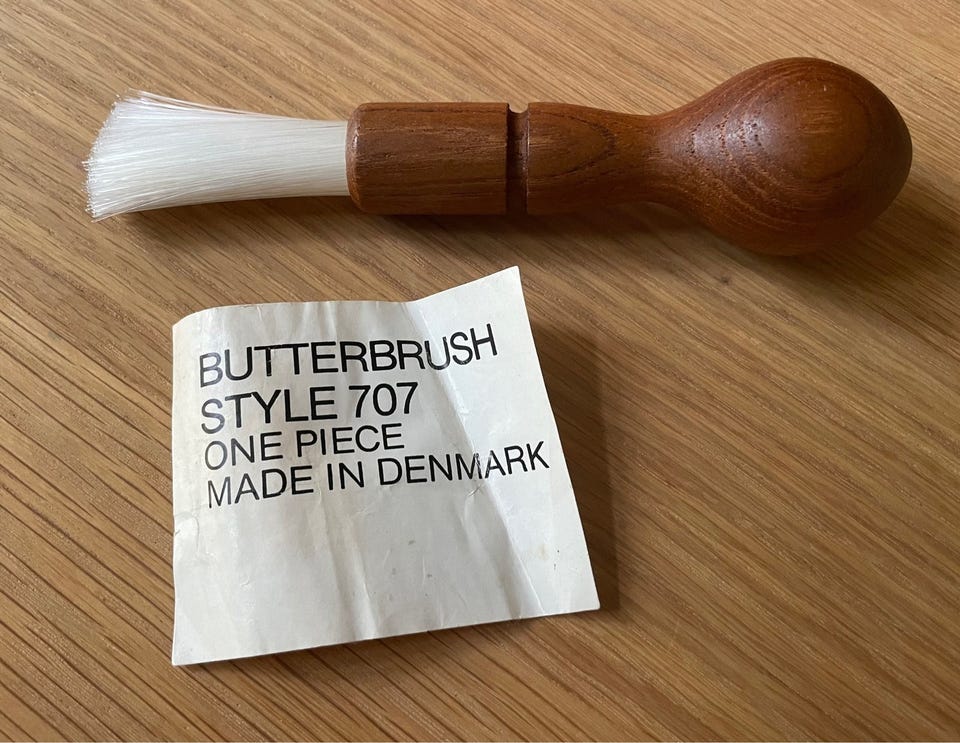 BUTTERBRUSH
STYLE 707
ONE PIECE
MADE IN DENMARK